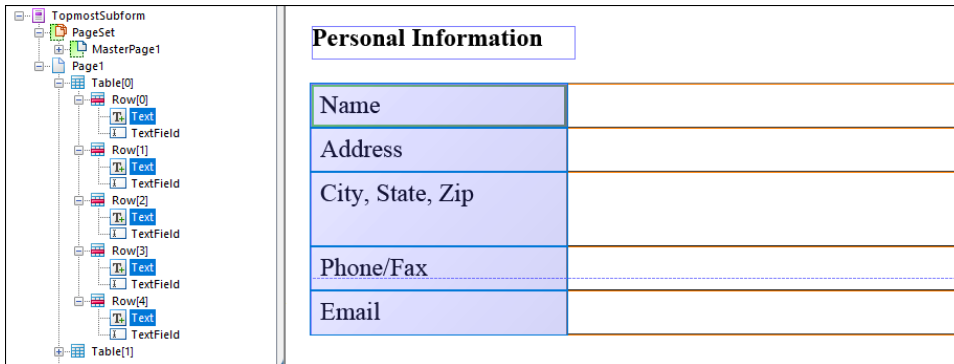 TopmostSubform
PageSet
MasterPage1
Page1
Table[0]
Row[0]
Text
TextField
Row[1]
Text
TextField
Row[2]
Text
TextField
Row[3]
Text
TextField
Row[4]
Text
TextField
Table[1]
Personal Information
Name
Address
City, State, Zip
Phone/Fax
Email